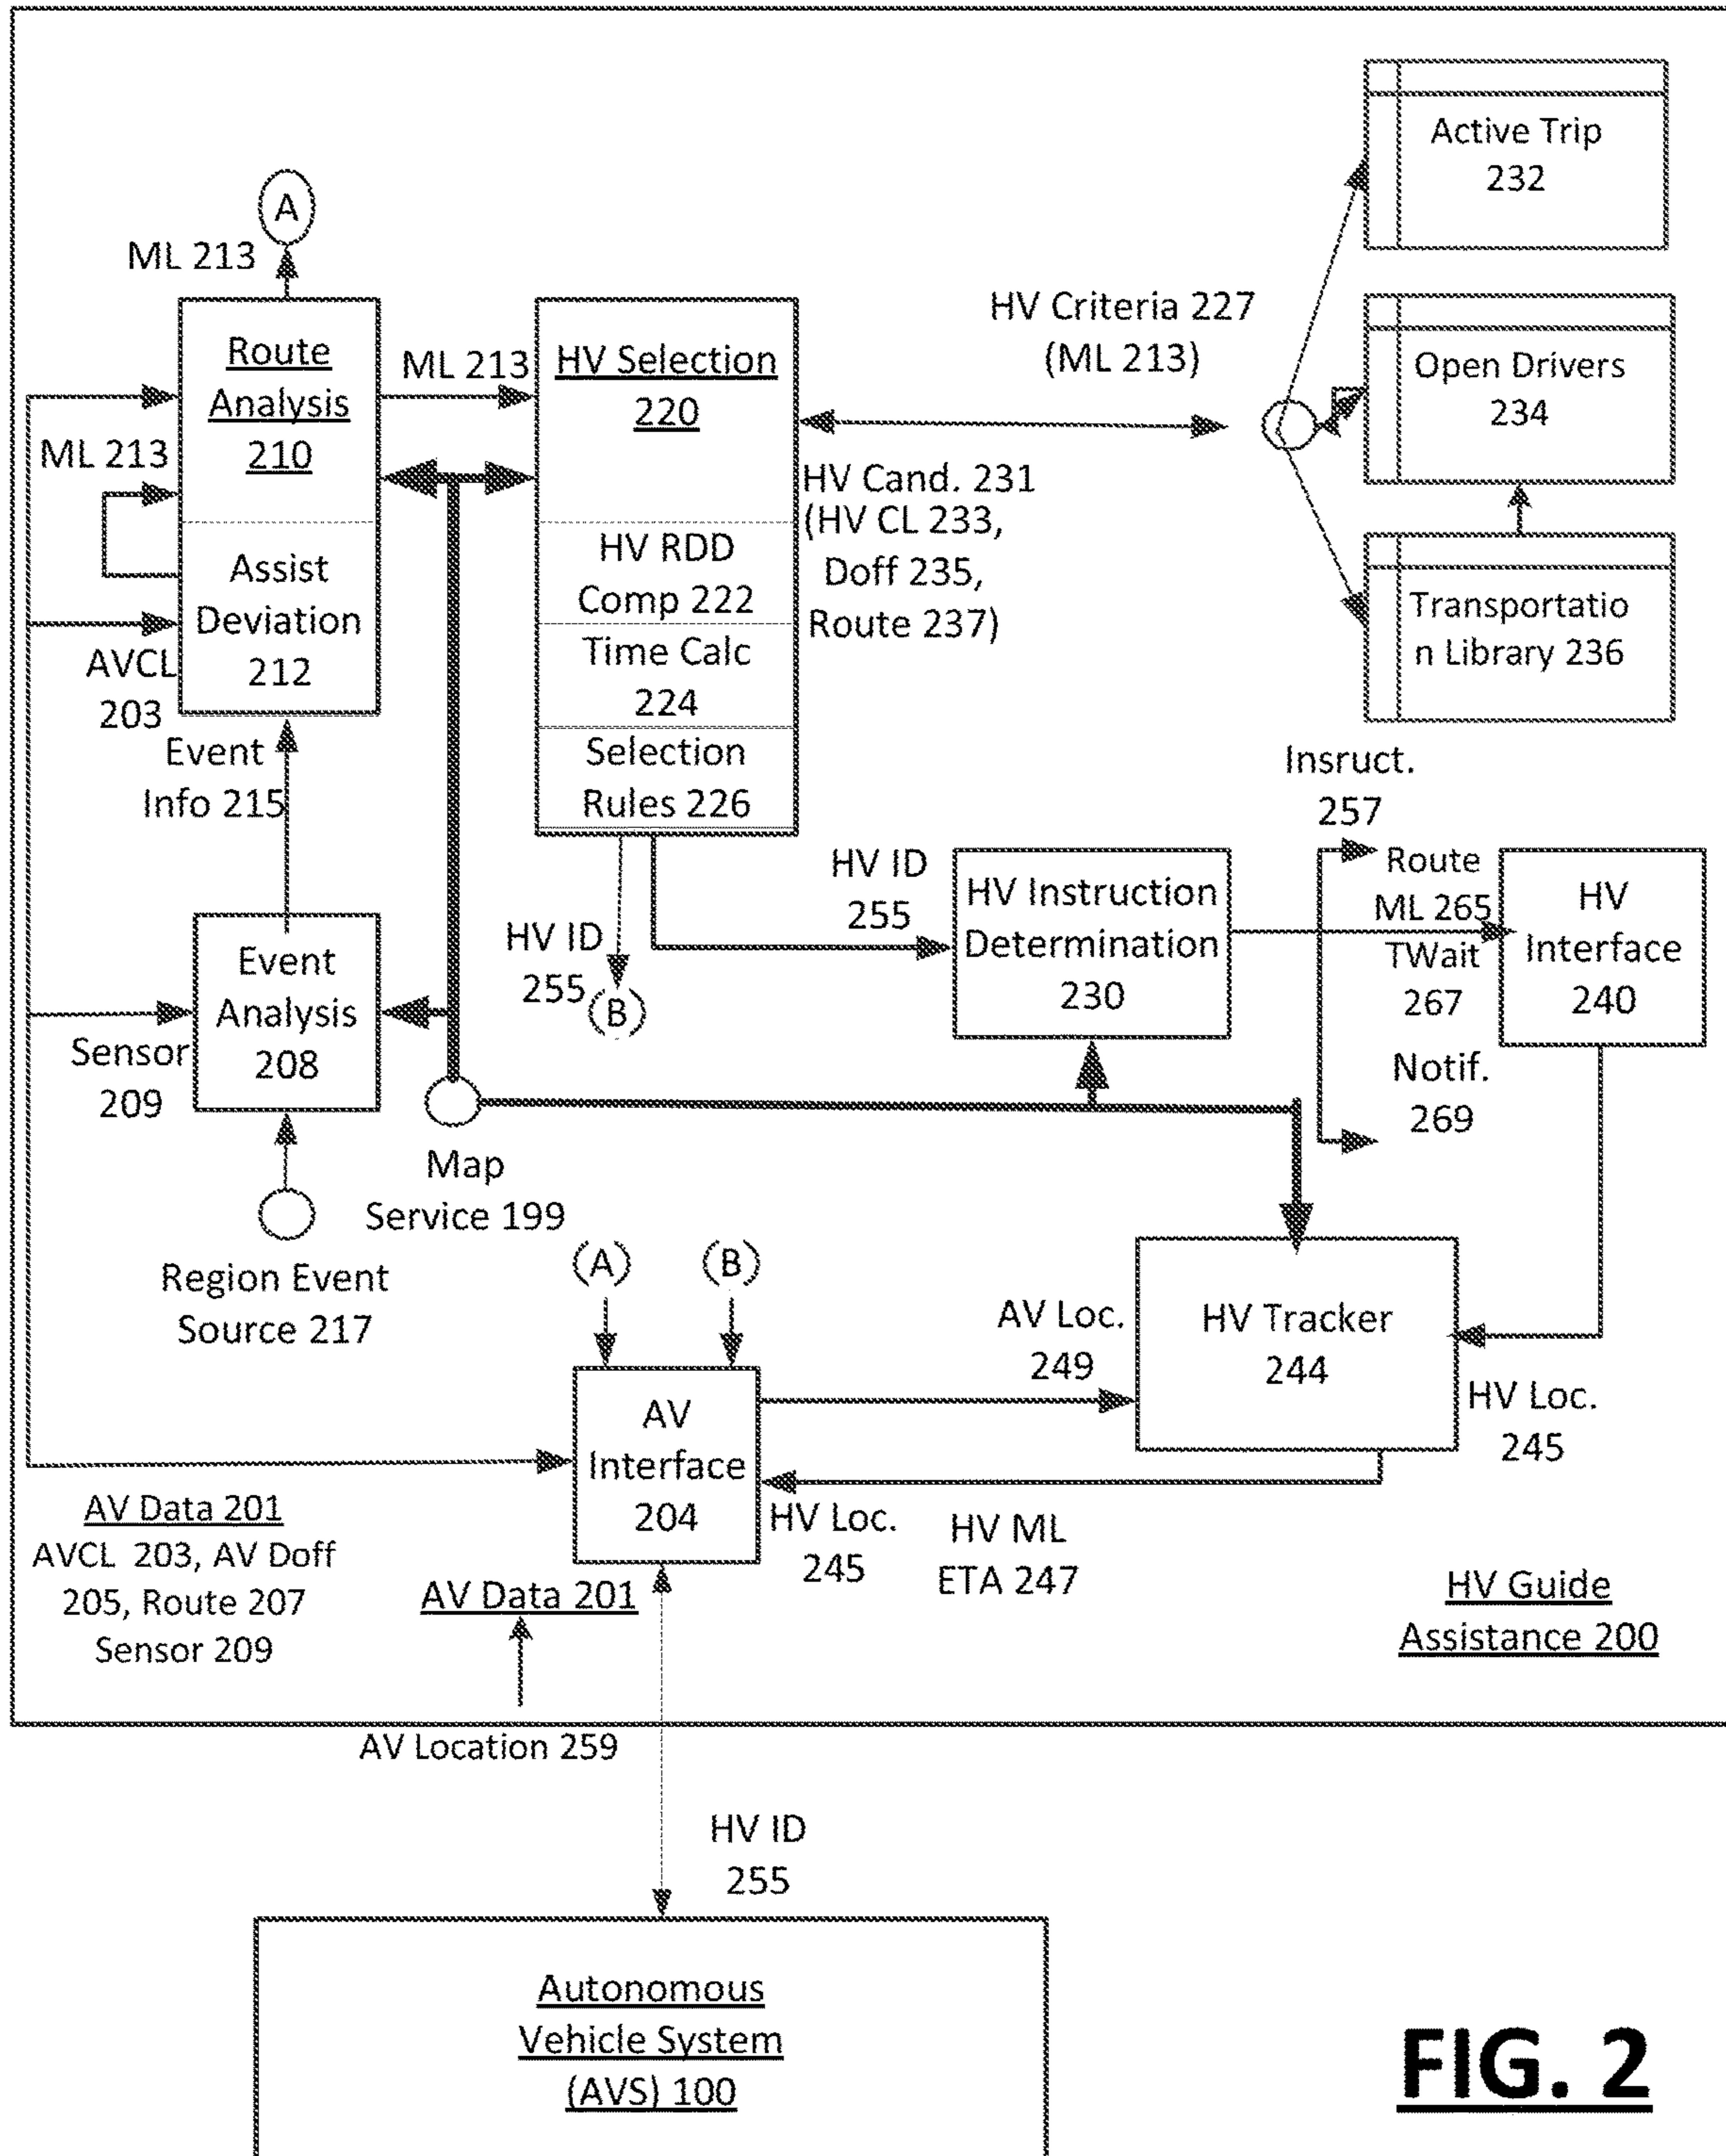 Active Trip
232
A
ML 213
HV Criteria 227
(ML 213)
Open Drivers
234
Route
Analysis
210
ML 213
HV Selection
220
ML 213
HV Cand. 231
(HV CL 233,
Doff 235,
Route 237)
Assist
Deviation
212
HV RDD
Comp 222
Time Calc
224
Selection
Rules 226
Transportatio
n Library 236
AVCL
203
Event
Info 215
Insruct.
257
HV ID
255
HV Instruction
Determination
230
Route
ML 265
TWait
267
Notif.
269
HV
Interface
240
HV ID
255
(B)
Event
Analysis
208
Sensor
209
Map
Service 199
Region Event
Source 217
(A)
(B)
AV Loc.
249
HV Tracker
244
HV Loc.
245
AV
Interface
204
HV Loc.
245
HV ML
ETA 247
AV Data 201
AVCL 203, AV Doff
205, Route 207
Sensor 209
AV Data 201
HV Guide
Assistance 200
AV Location 259
HV ID
255
Autonomous
Vehicle System
(AVS) 100
FIG. 2